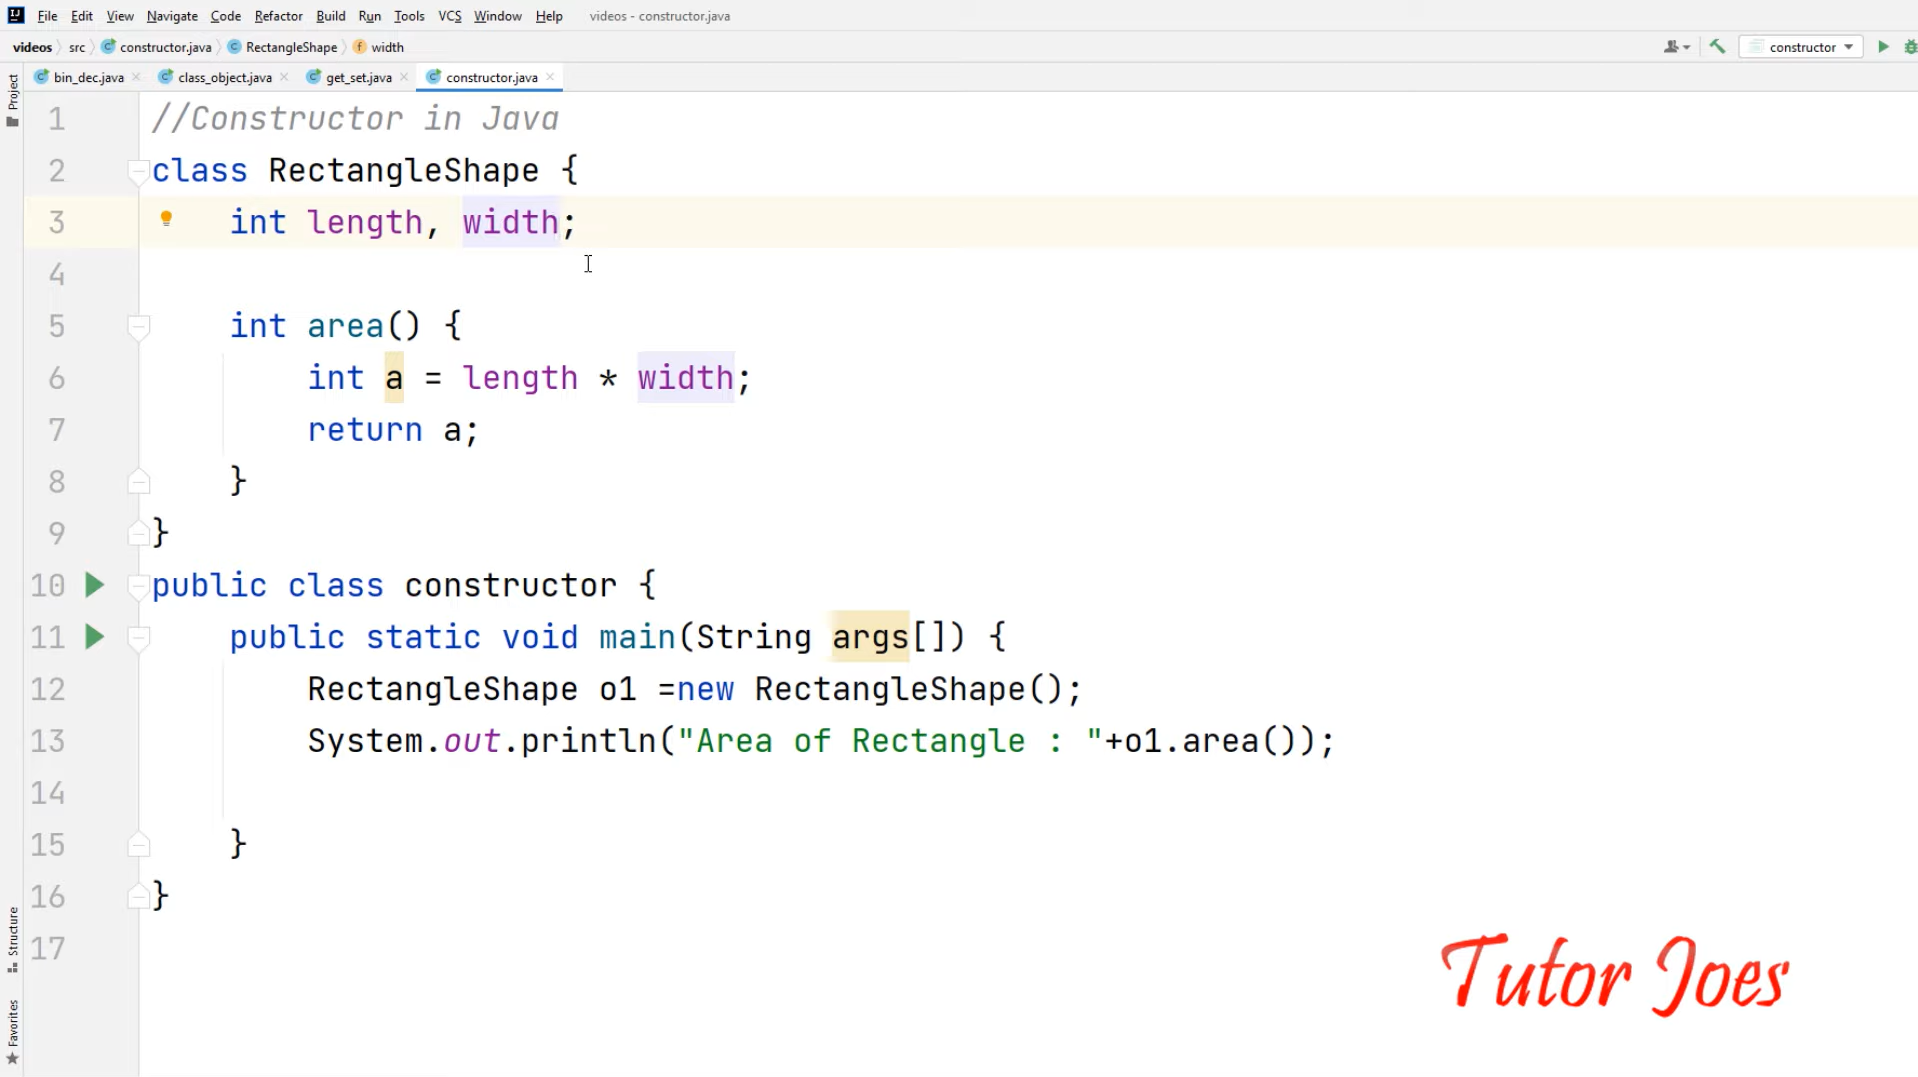 File Edit View Navigate Code Refactor Build Run Tools VCS Window Help videos - constructor.java
videos src constructor.java RectangleShape f width constructor
bin_dec.java class_object.java get_set.java constructor.java
Project
1 //Constructor in Java
2 class RectangleShape {
3 int length, width;
4
5 int area() {
6 int a = length * width;
7 return a;
8 }
9 }
10 public class constructor {
11 public static void main(String args[]) {
12 RectangleShape o1 =new RectangleShape();
13 System.out.println("Area of Rectangle : "+o1.area());
14
15 }
16 }
17
Structure
Favorites
Tutor Joes